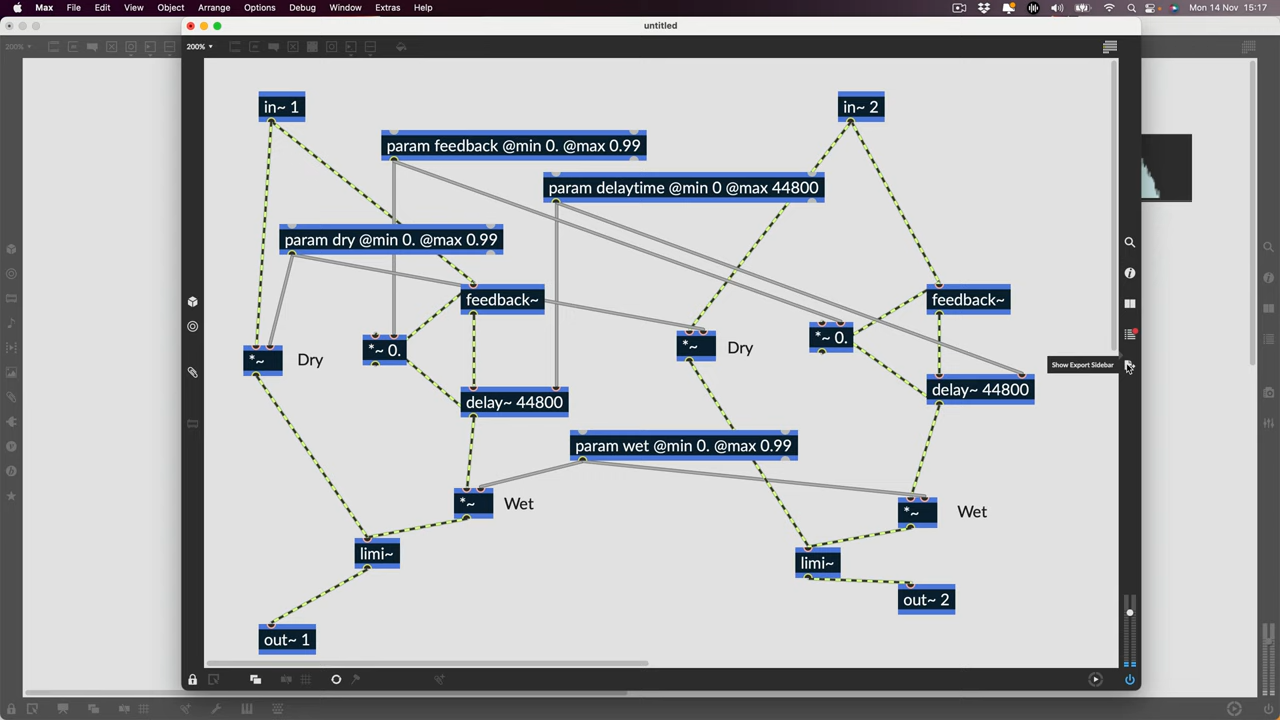 Max File Edit View Object Arrange Options Debug Window Extras Help Mon 14 Nov 15:17
untitled
200%
200%
in~ 1
in~ 2
param feedback @min 0. @max 0.99
param delaytime @min 0 @max 44800
param dry @min 0. @max 0.99
feedback~
feedback~
*~ 0.
*~ 0.
*~
Dry
*~
Dry
Show Export Sidebar
delay~ 44800
delay~ 44800
param wet @min 0. @max 0.99
*~
Wet
*~
Wet
limi~
limi~
out~ 2
out~ 1